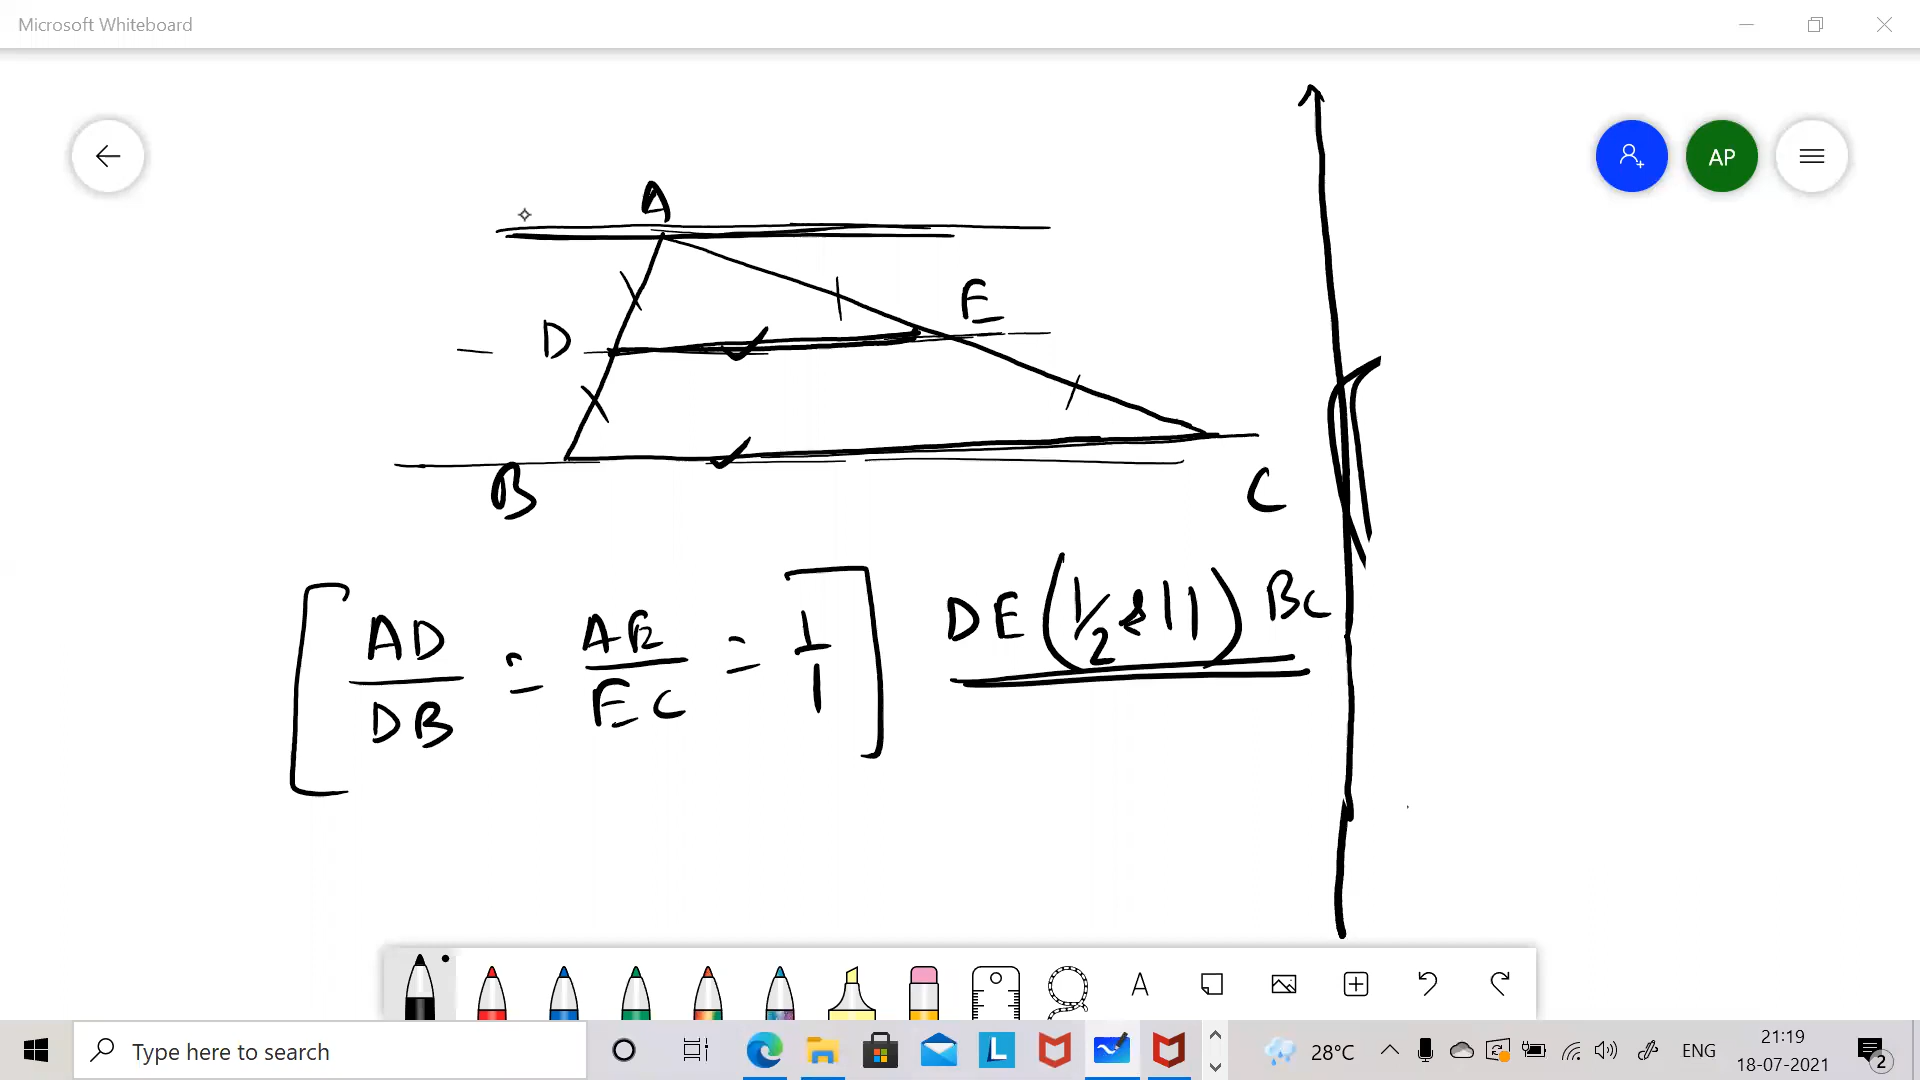 Microsoft Whiteboard
AP
A
E
D
B
C
AD/DB = AE/EC = 1/1
DE (1/2 & ||) BC
A
Type here to search
L
28°C
ENG
21:19
18-07-2021
2